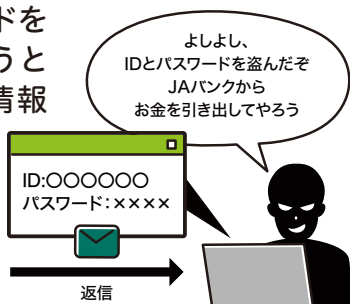 ドを
うと
情報
よしよし、
IDとパスワードを盗んだぞ
JAバンクから
お金を引き出してやろう
ID:〇〇〇〇〇〇
パスワード：××××
返信